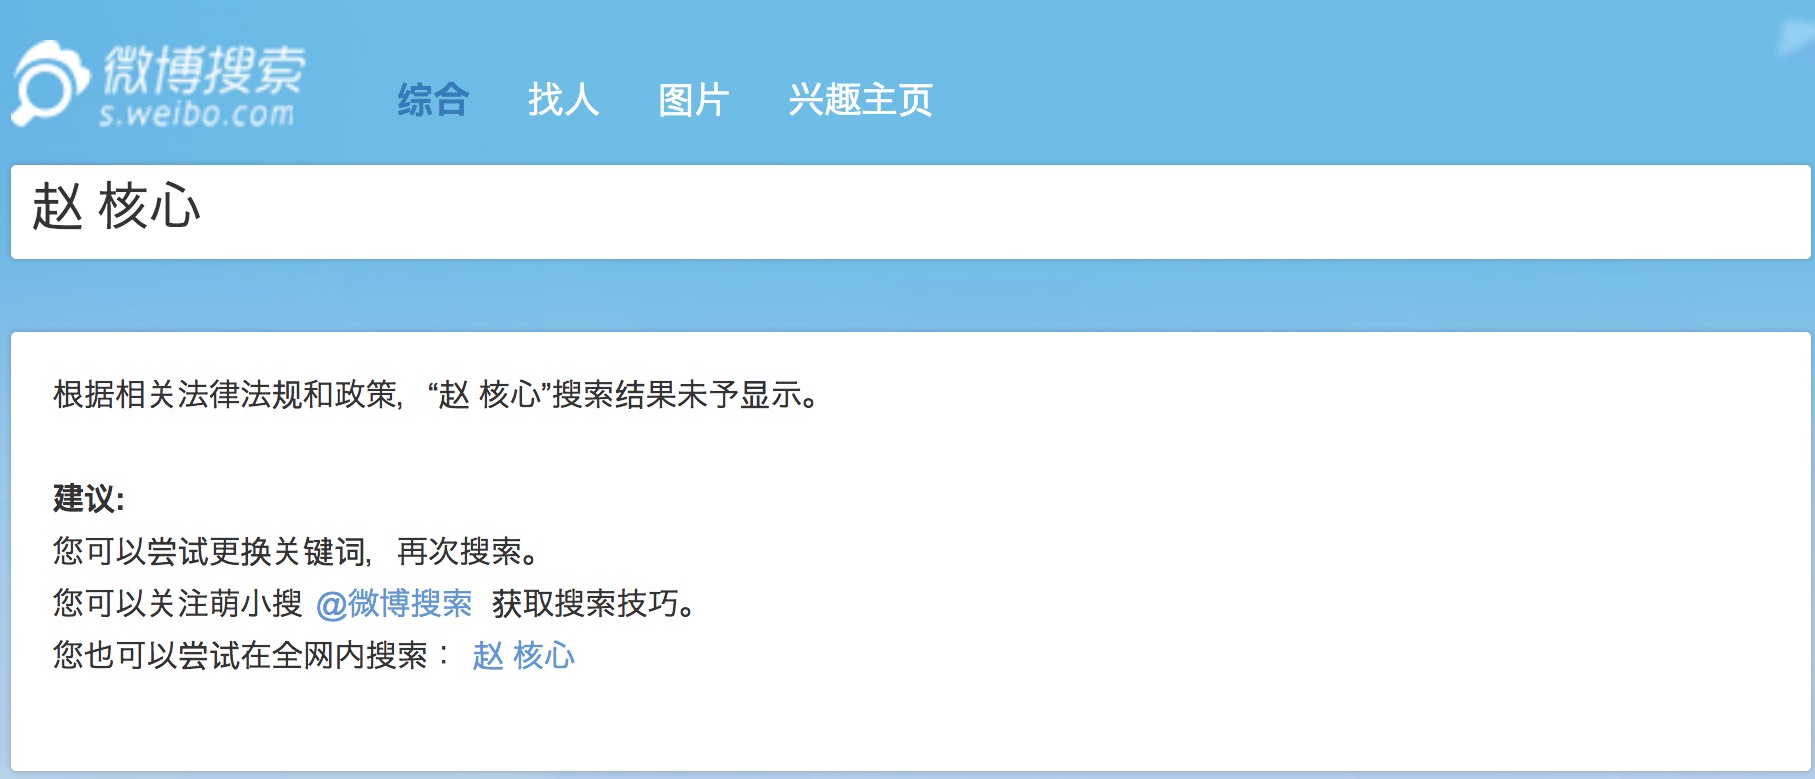 微博搜索
s.weibo.com
综合 找人 图片 兴趣主页
赵 核心
根据相关法律法规和政策，“赵 核心”搜索结果未予显示。
建议:
您可以尝试更换关键词，再次搜索。
您可以关注萌小搜 @微博搜索 获取搜索技巧。
您也可以尝试在全网内搜索： 赵 核心